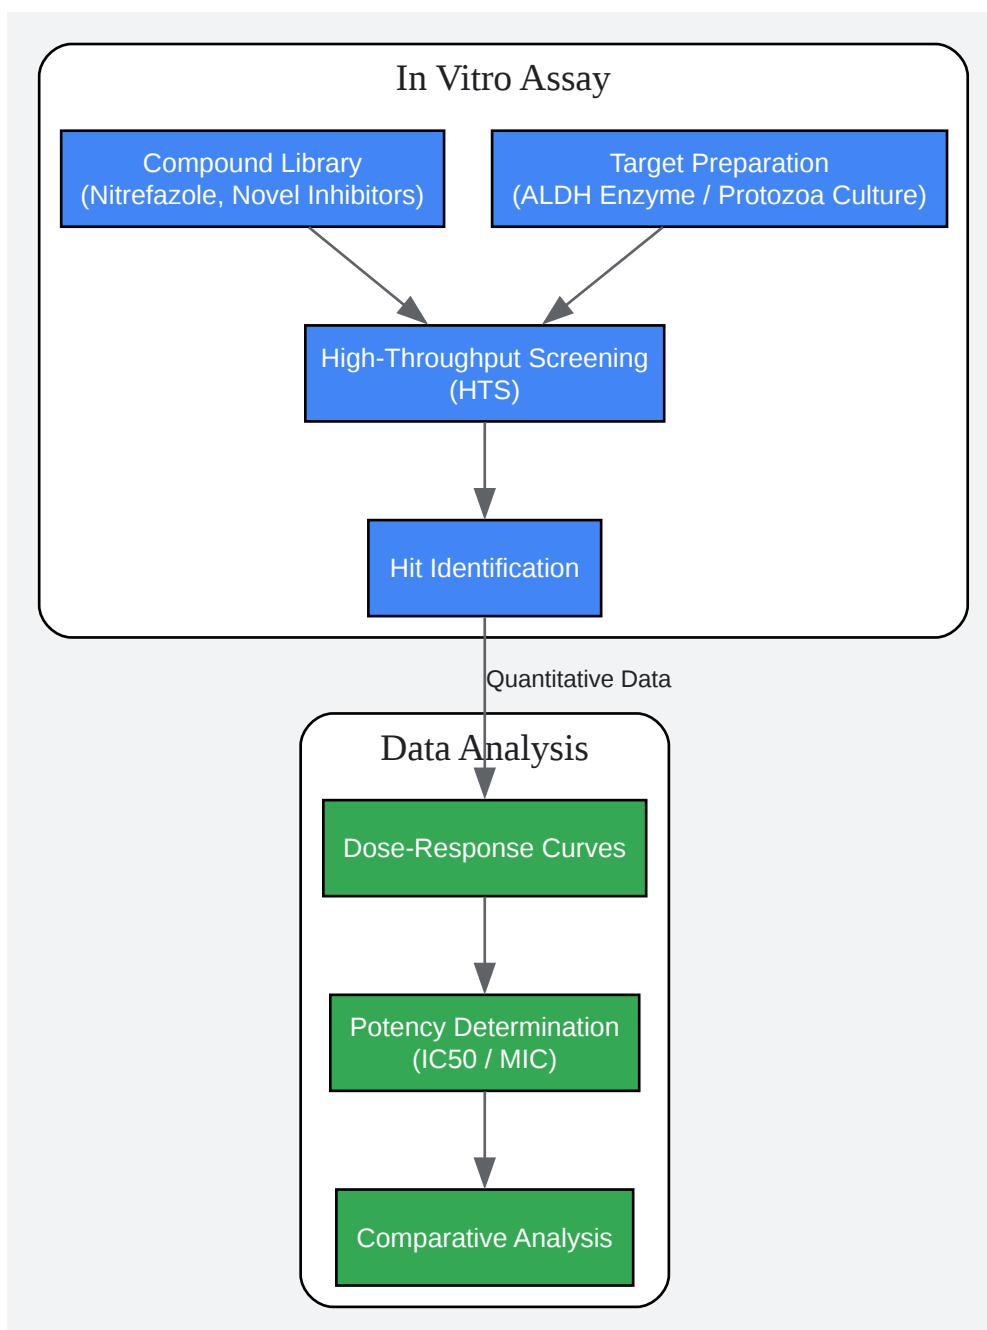 In Vitro Assay
Compound Library
(Nitrefazole, Novel Inhibitors)
Target Preparation
(ALDH Enzyme / Protozoa Culture)
High-Throughput Screening
(HTS)
Hit Identification
Quantitative Data
Data Analysis
Dose-Response Curves
Potency Determination
(IC50 / MIC)
Comparative Analysis